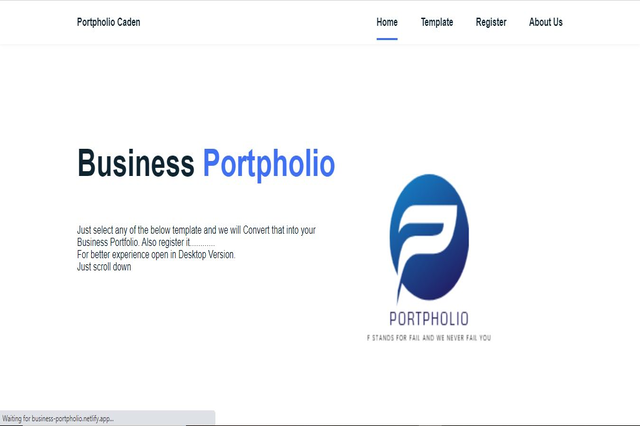 Portpholio Caden
Home Template Register About Us
Business Portpholio
Just select any of the below template and we will Convert that into your
Business Portfolio. Also register it............
For better experience open in Desktop Version.
Just scroll down
PORTPHOLIO
F STANDS FOR FAIL AND WE NEVER FAIL YOU
Waiting for business-portpholio.netlify.app...